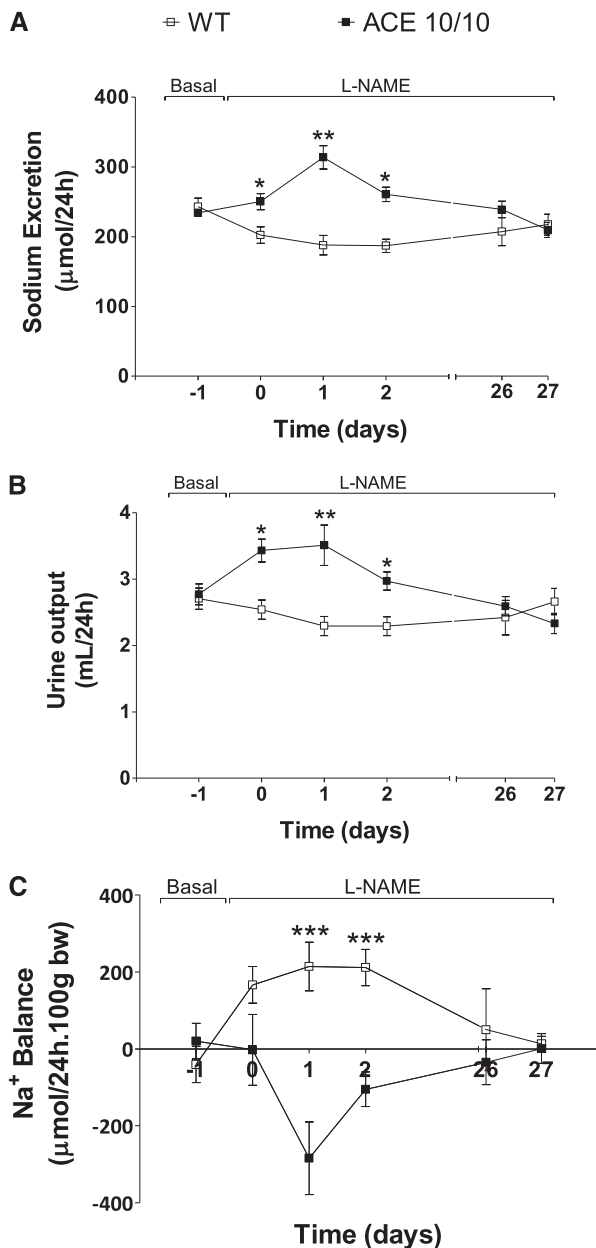 A
WT ACE 10/10
Basal L-NAME
400
300
200
100
0
Sodium Excretion
(μmol/24h)
* ** *
-1 0 1 2 26 27
Time (days)
B
Basal L-NAME
4
3
2
1
0
Urine output
(mL/24h)
* ** *
-1 0 1 2 26 27
Time (days)
C
Basal L-NAME
400
200
0
-200
-400
Na+ Balance
(μmol/24h.100g bw)
*** ***
-1 0 1 2 26 27
Time (days)